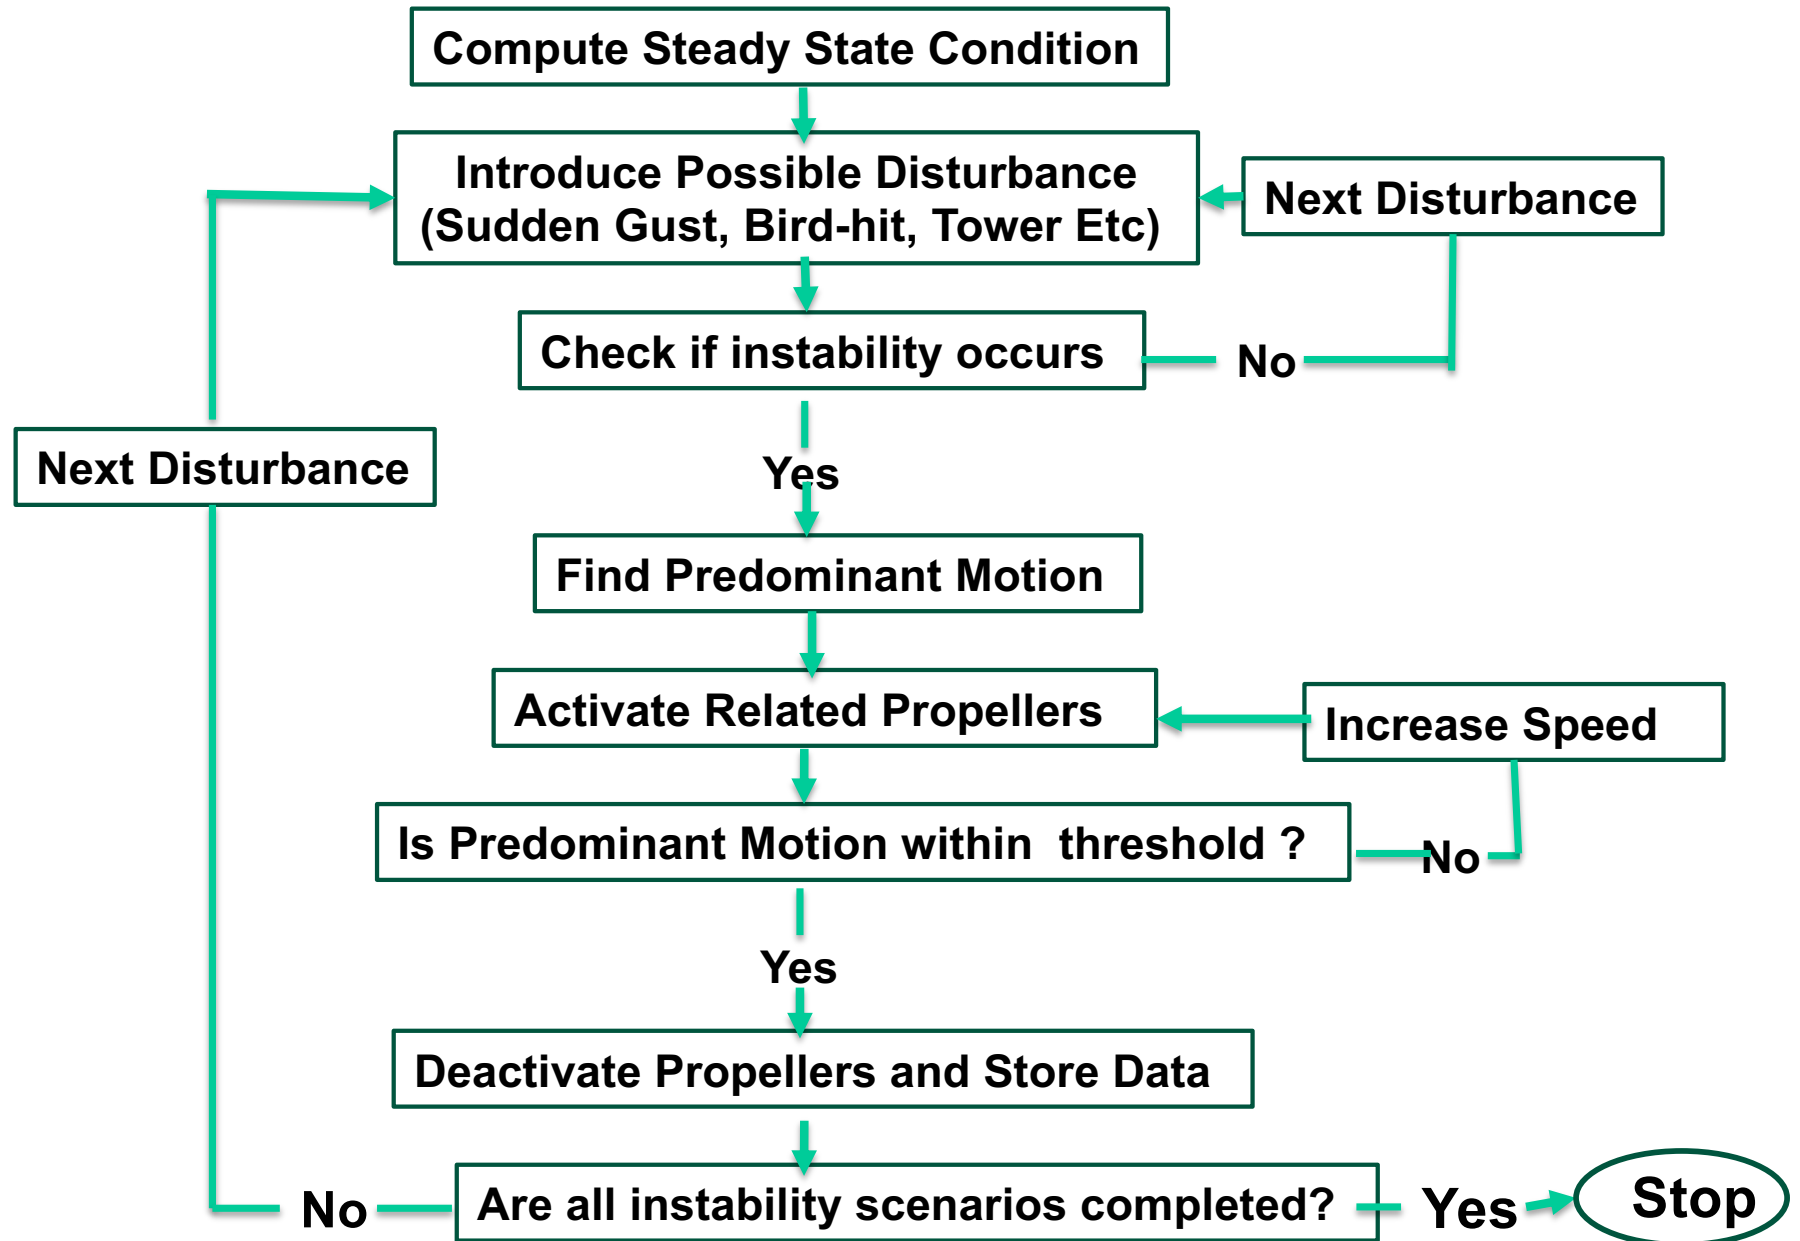 Compute Steady State Condition
Introduce Possible Disturbance
(Sudden Gust, Bird-hit, Tower Etc)
Next Disturbance
Check if instability occurs
No
Next Disturbance
Yes
Find Predominant Motion
Activate Related Propellers
Increase Speed
Is Predominant Motion within threshold ?
No
Yes
Deactivate Propellers and Store Data
No
Are all instability scenarios completed?
Yes
Stop